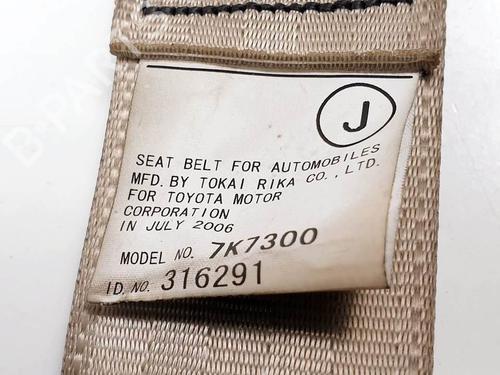 J
SEAT BELT FOR AUTOMOBILES
MFD. BY TOKAI RIKA CO., LTD.
FOR TOYOTA MOTOR
CORPORATION
IN JULY 2006
MODEL NO. 7K7300
ID. NO. 316291